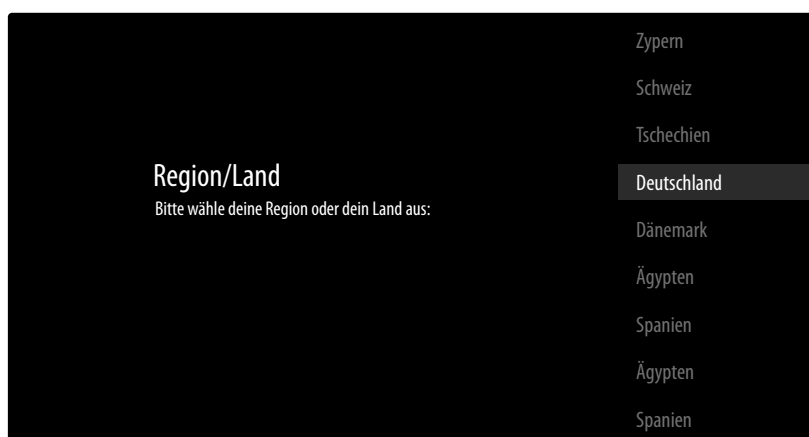 Region/Land
Bitte wähle deine Region oder dein Land aus:
Zypern
Schweiz
Tschechien
Deutschland
Dänemark
Ägypten
Spanien
Ägypten
Spanien